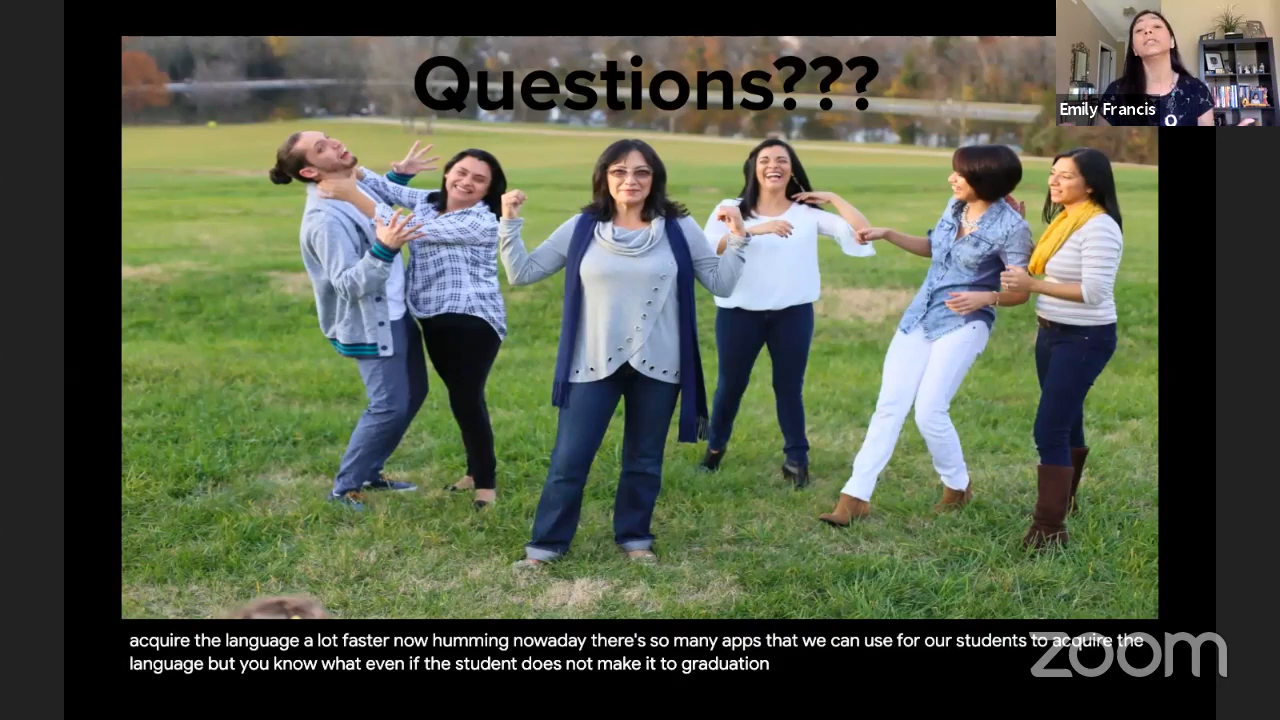 Questions???
Emily Francis
acquire the language a lot faster now humming nowaday there's so many apps that we can use for our students to acquire the
language but you know what even if the student does not make it to graduation
zoom